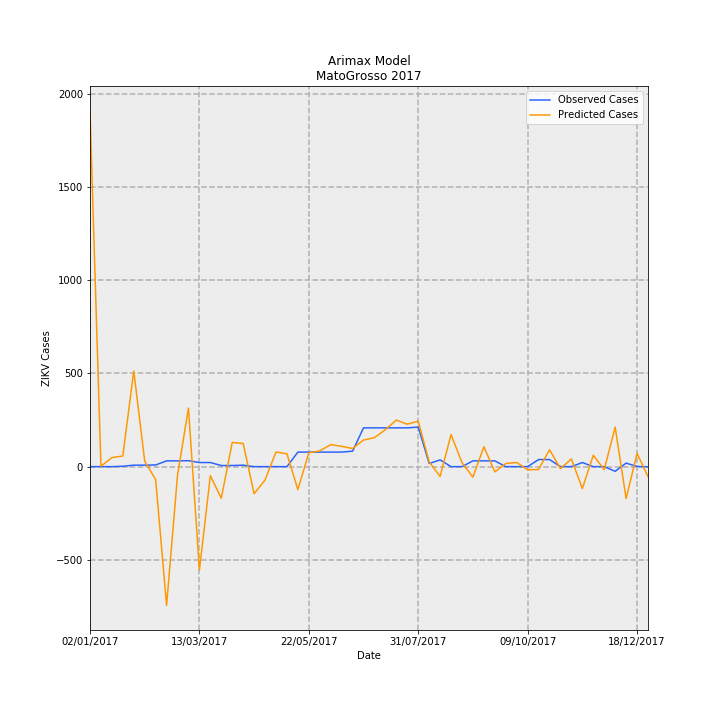 Arimax Model
MatoGrosso 2017
Observed Cases
Predicted Cases
2000
1500
1000
500
0
−500
ZIKV Cases
02/01/2017 13/03/2017 22/05/2017 31/07/2017 09/10/2017 18/12/2017
Date